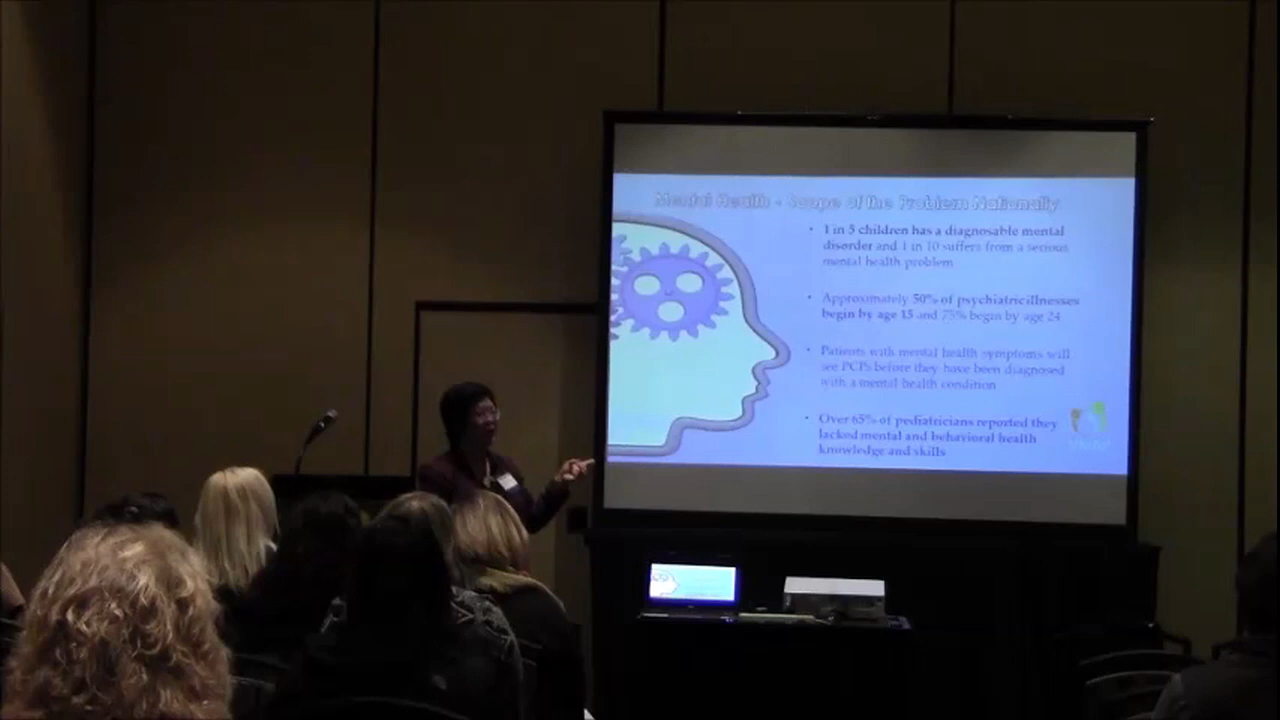 Mental Health - Scope of the Problem Nationally
• 1 in 5 children has a diagnosable mental
disorder and 1 in 10 suffers from a serious
mental health problem
• Approximately 50% of psychiatric illnesses
begin by age 15 and 75% begin by age 24
• Patients with mental health symptoms will
see PCPs before they have been diagnosed
with a mental health condition
• Over 65% of pediatricians reported they
lacked mental and behavioral health
knowledge and skills